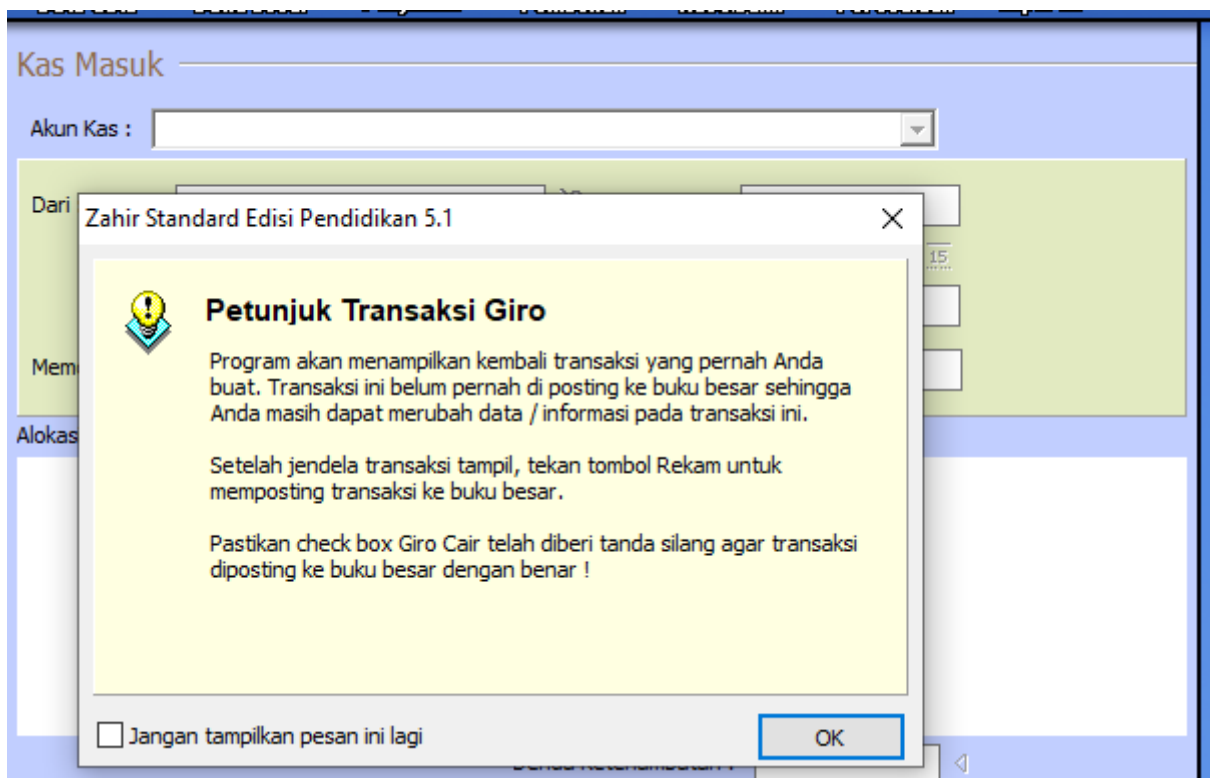 Kas Masuk
Akun Kas :
Dari
15
Zahir Standard Edisi Pendidikan 5.1
Petunjuk Transaksi Giro
Program akan menampilkan kembali transaksi yang pernah Anda
buat. Transaksi ini belum pernah di posting ke buku besar sehingga
Anda masih dapat merubah data / informasi pada transaksi ini.
Setelah jendela transaksi tampil, tekan tombol Rekam untuk
memposting transaksi ke buku besar.
Pastikan check box Giro Cair telah diberi tanda silang agar transaksi
diposting ke buku besar dengan benar !
Jangan tampilkan pesan ini lagi
OK